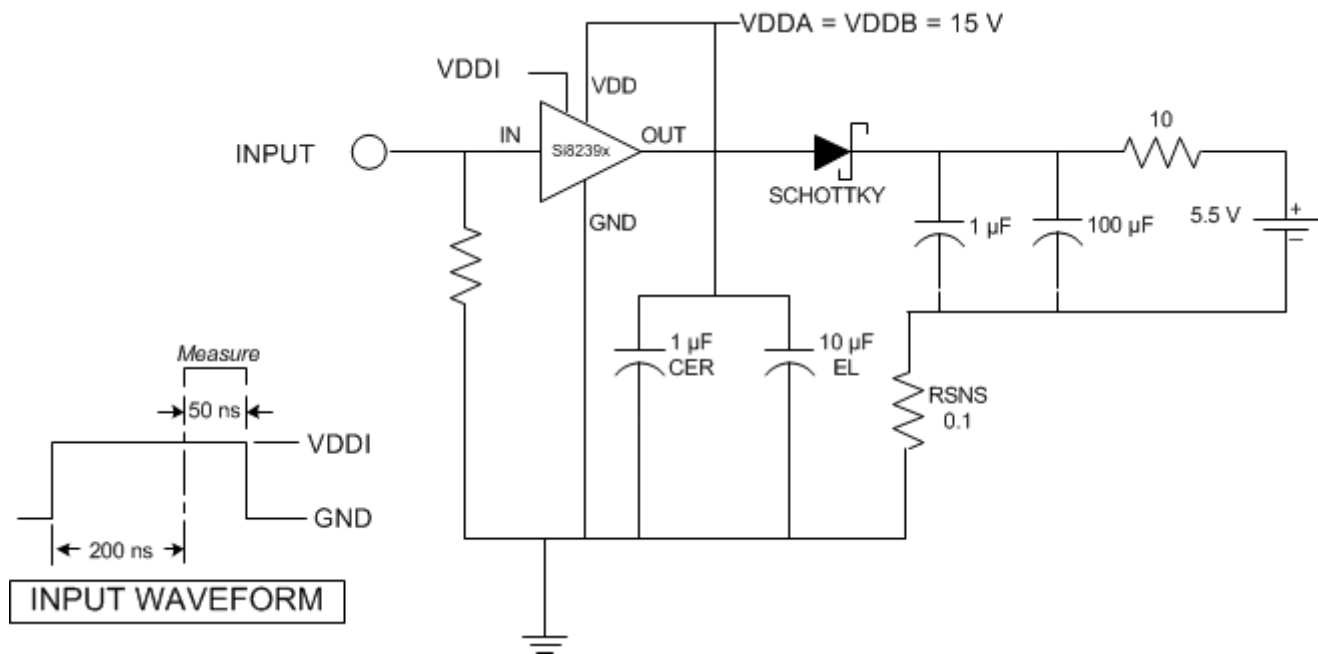 VDDA = VDDB = 15 V
VDDI
VDD
10
INPUT
IN
Si8239x
OUT
SCHOTTKY
GND
1 µF
100 µF
5.5 V
+
–
1 µF
CER
10 µF
EL
RSNS
0.1
Measure
50 ns
VDDI
GND
200 ns
INPUT WAVEFORM